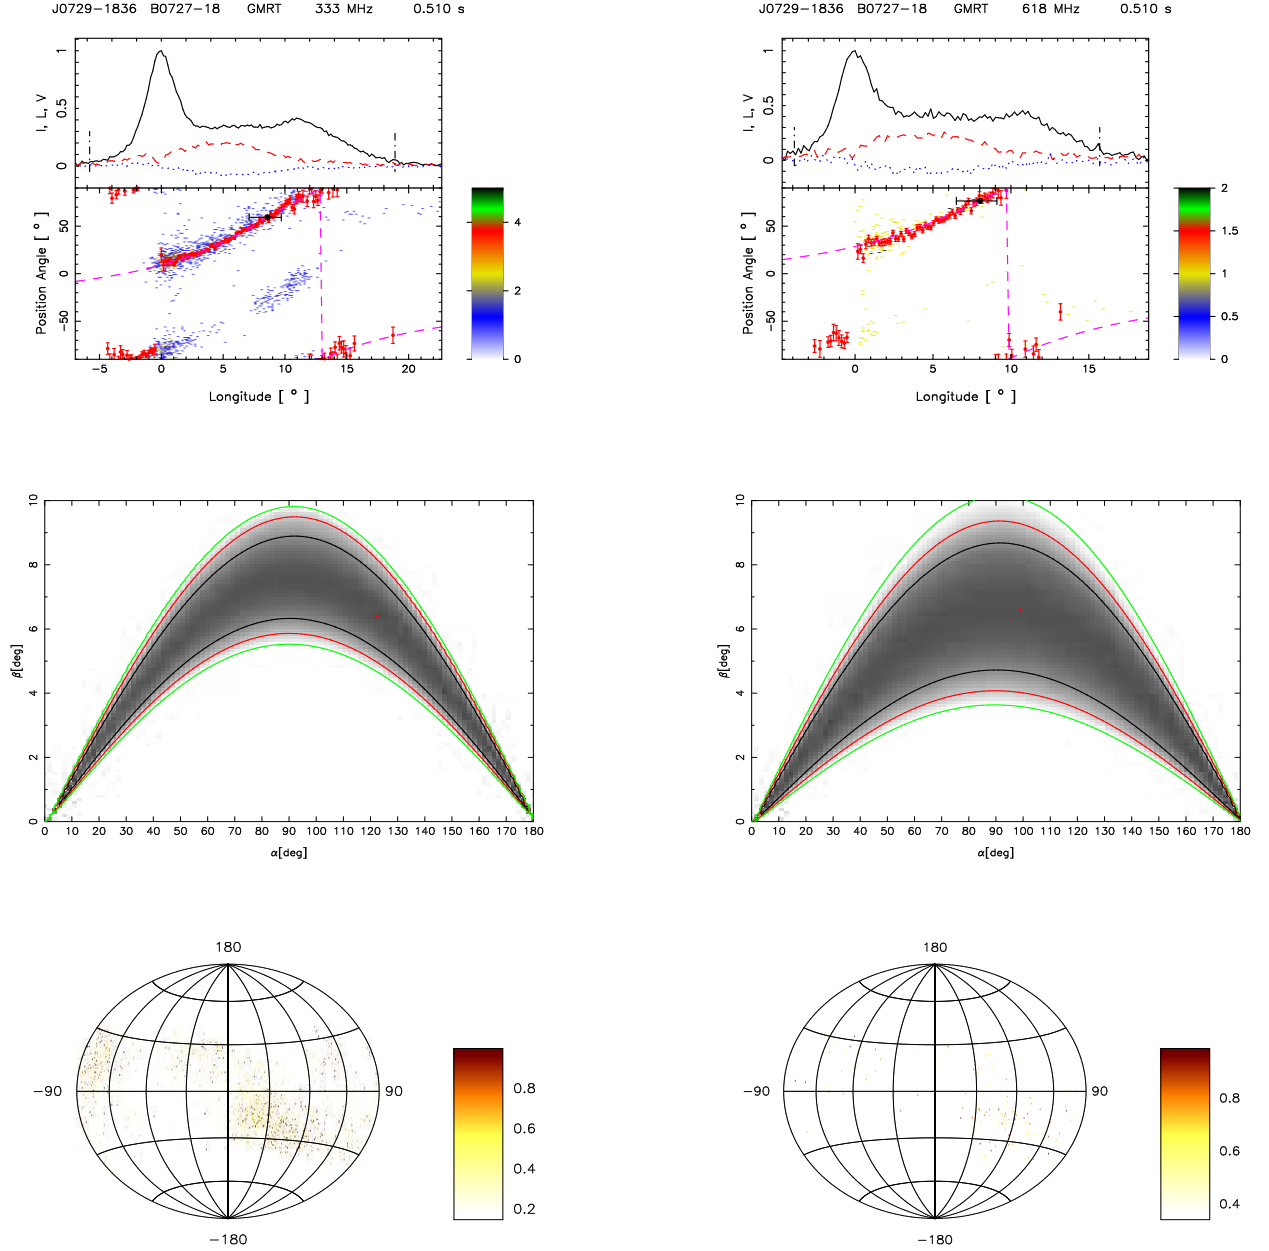 J0729−1836 B0727−18 GMRT 333 MHz 0.510 s
I, L, V
1
0.5
0
Position Angle [ ° ]
50
0
−50
−5 0 5 10 15 20
Longitude [ ° ]
4
2
0
J0729−1836 B0727−18 GMRT 618 MHz 0.510 s
I, L, V
1
0.5
0
Position Angle [ ° ]
50
0
−50
0 5 10 15
Longitude [ ° ]
2
1.5
1
0.5
0
β[deg]
10
8
6
4
2
0
0 10 20 30 40 50 60 70 80 90 100 110 120 130 140 150 160 170 180
α[deg]
β[deg]
10
8
6
4
2
0
0 10 20 30 40 50 60 70 80 90 100 110 120 130 140 150 160 170 180
α[deg]
180
−90
90
−180
0.8
0.6
0.4
0.2
180
−90
90
−180
0.8
0.6
0.4